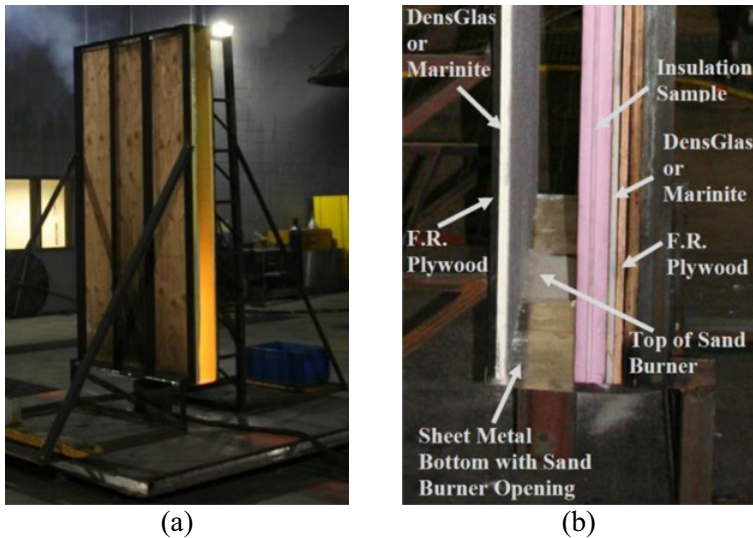 DensGlas
or
Marinite
F.R.
Plywood
Sheet Metal
Bottom with Sand
Burner Opening
Insulation
Sample
DensGlas
or
Marinite
F.R.
Plywood
Top of Sand
Burner
(a)
(b)